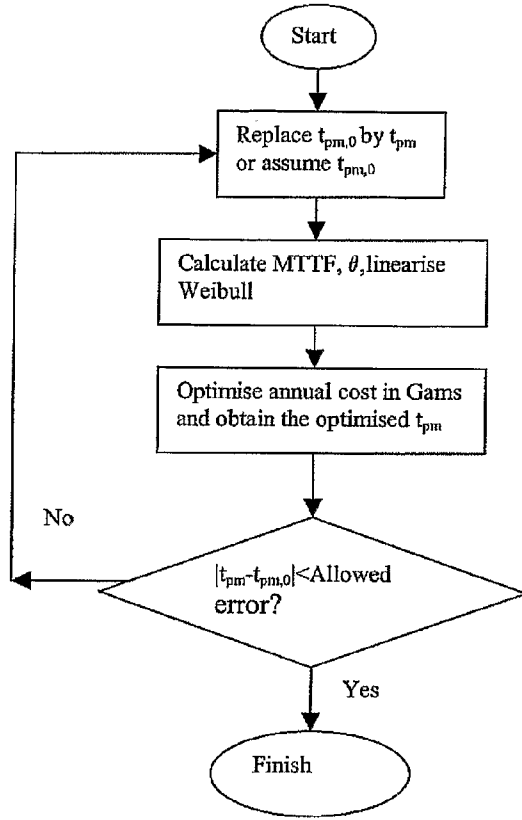 Start
Replace t_pm,0 by t_pm
or assume t_pm,0
Calculate MTTF, θ,linearise
Weibull
Optimise annual cost in Gams
and obtain the optimised t_pm
No
|t_pm-t_pm,0|<Allowed
error?
Yes
Finish